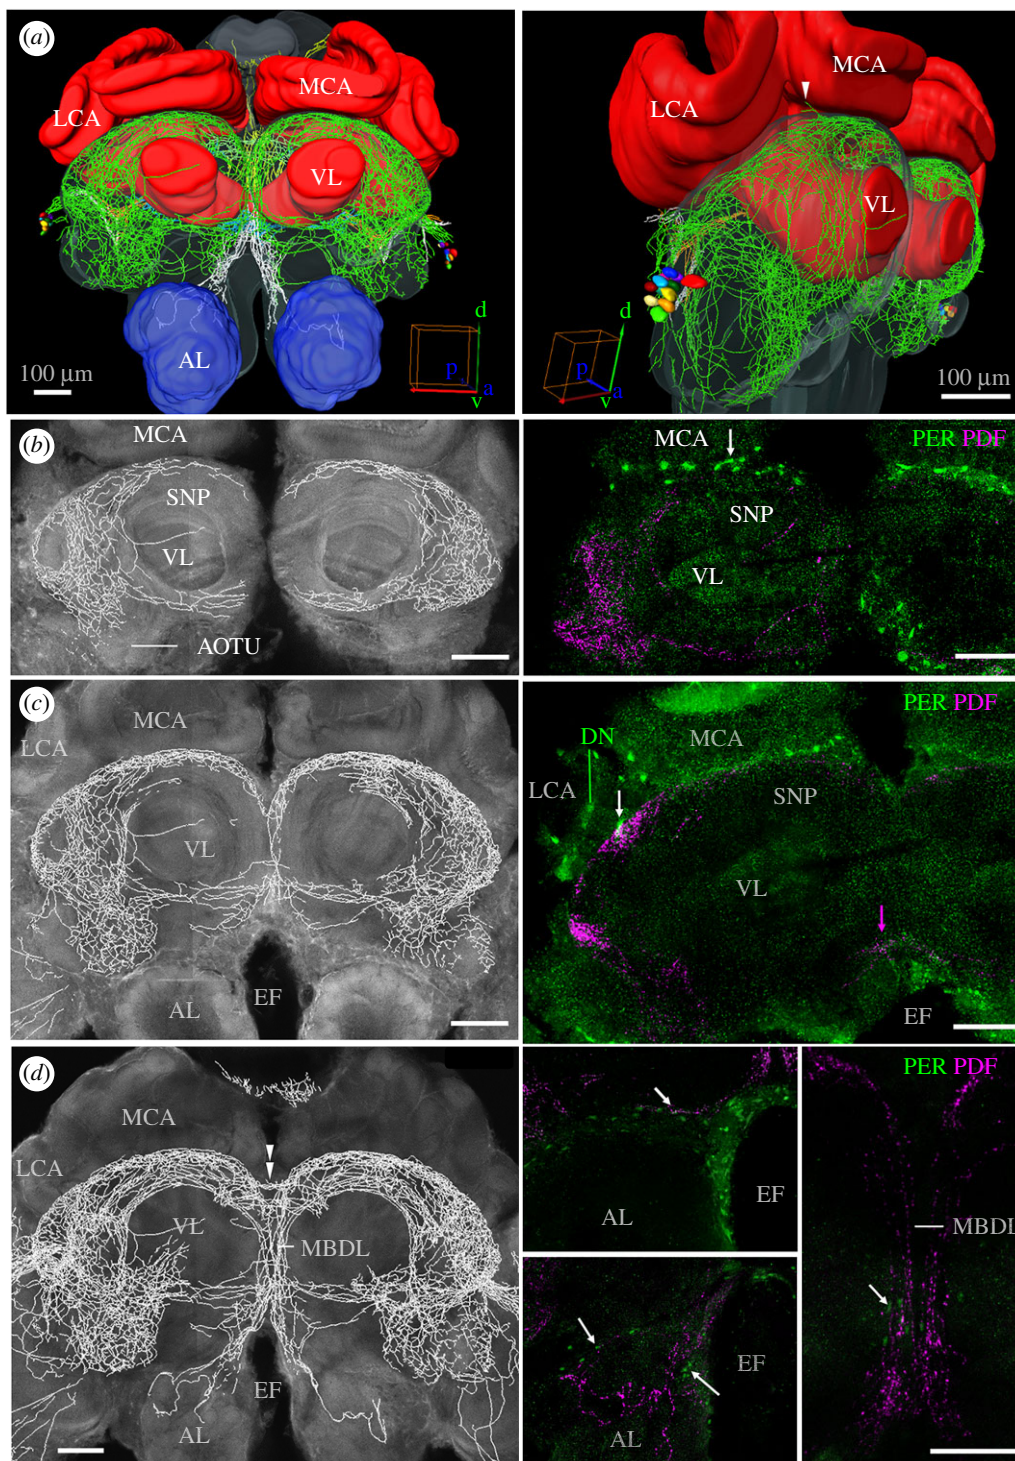 (a)
MCA
LCA
VL
AL
100 µm
d
p
a
v
MCA
LCA
VL
d
p
a
v
100 µm
(b)
MCA
SNP
VL
AOTU
MCA
PER PDF
SNP
VL
(c)
MCA
LCA
VL
AL
EF
PER PDF
DN
MCA
LCA
SNP
VL
EF
(d)
MCA
LCA
VL
MBDL
EF
AL
AL
EF
EF
AL
PER PDF
MBDL